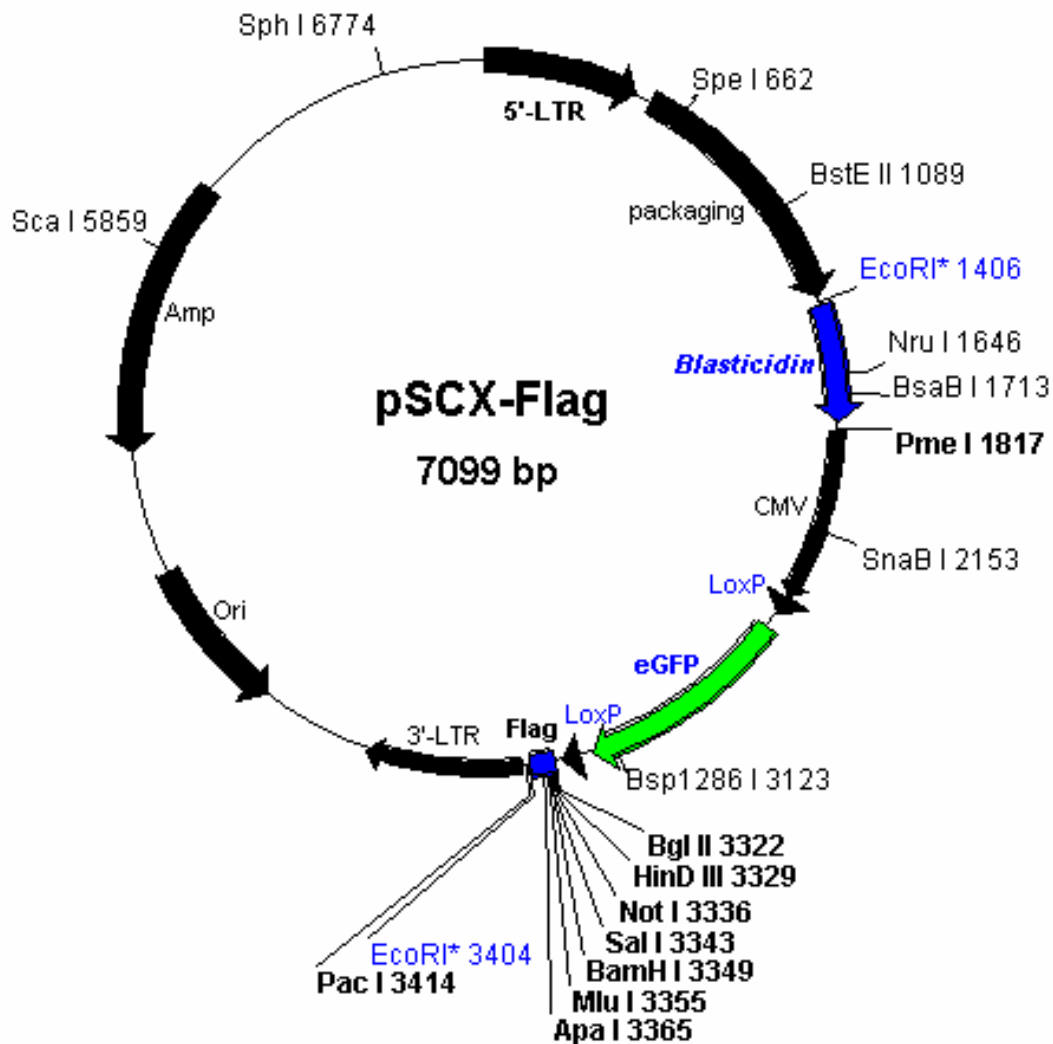 Sph I 6774
5'-LTR
Spe I 662
BstE II 1089
packaging
Sca I 5859
EcoRI* 1406
Amp
Nru I 1646
Blasticidin
BsaB I 1713
pSCX-Flag
7099 bp
Pme I 1817
CMV
SnaB I 2153
LoxP
Ori
eGFP
LoxP
Flag
3'-LTR
Bsp1286 I 3123
Bgl II 3322
HinD III 3329
Not I 3336
Sal I 3343
EcoRI* 3404
BamH I 3349
Pac I 3414
Mlu I 3355
Apa I 3365